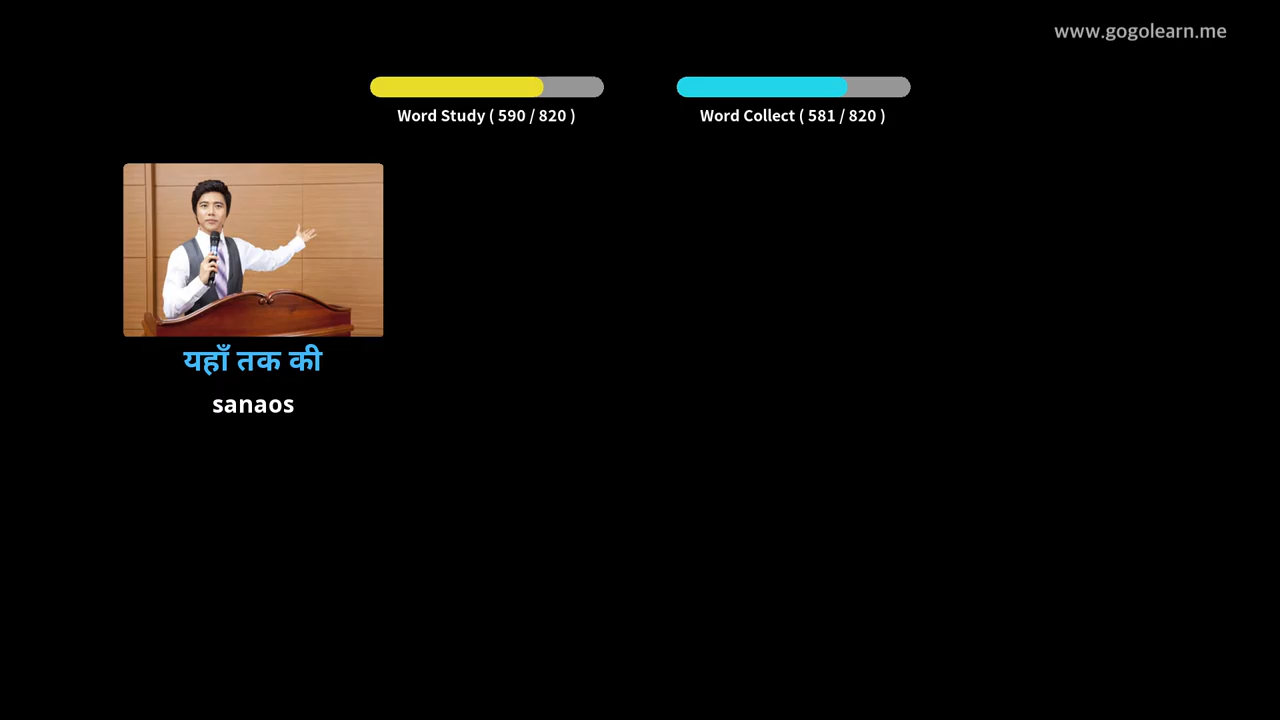 www.gogolearn.me
Word Study ( 590 / 820 )
Word Collect ( 581 / 820 )
यहाँ तक की
sanaos